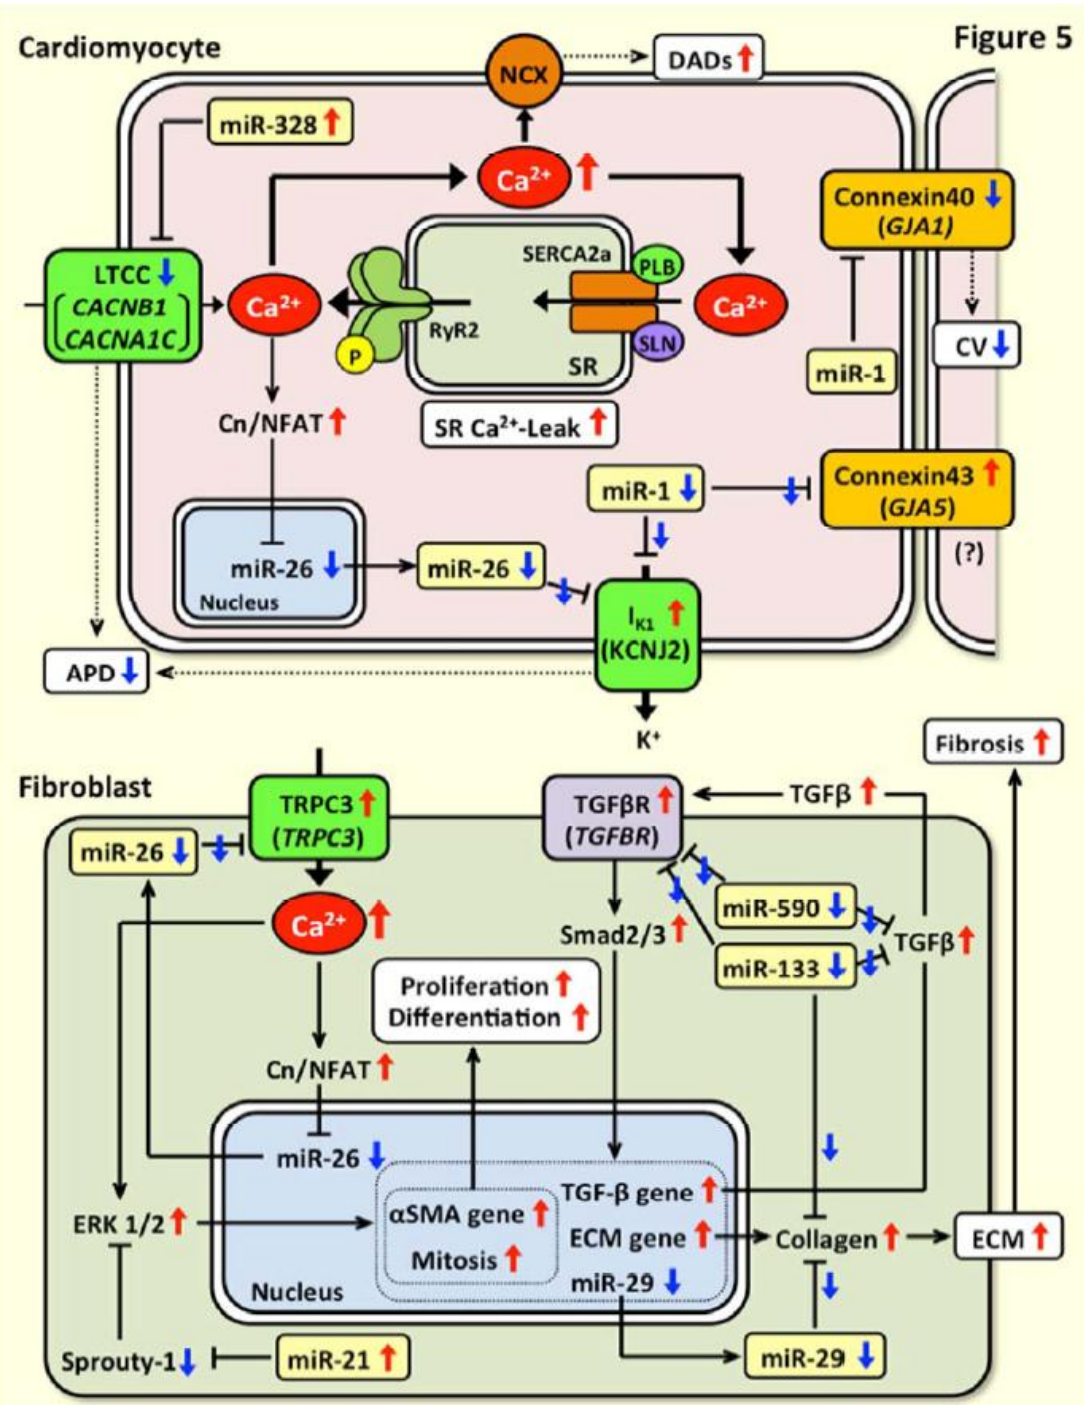 Cardiomyocyte
Figure 5
NCX
DADs
miR-328
Ca²⁺
Connexin40
(GJA1)
SERCA2a
PLB
LTCC
CACNB1
CACNA1C
Ca²⁺
Ca²⁺
RyR2
SLN
P
SR
CV
miR-1
Cn/NFAT
SR Ca²⁺-Leak
miR-1
Connexin43
(GJA5)
(?)
miR-26
miR-26
Nucleus
IK1
(KCNJ2)
APD
K⁺
Fibrosis
Fibroblast
TRPC3
(TRPC3)
TGFβR
(TGFBR)
TGFβ
miR-26
miR-590
Ca²⁺
Smad2/3
TGFβ
miR-133
Proliferation
Differentiation
Cn/NFAT
miR-26
TGF-β gene
αSMA gene
ERK 1/2
ECM gene
Collagen
ECM
Mitosis
miR-29
Nucleus
Sprouty-1
miR-21
miR-29